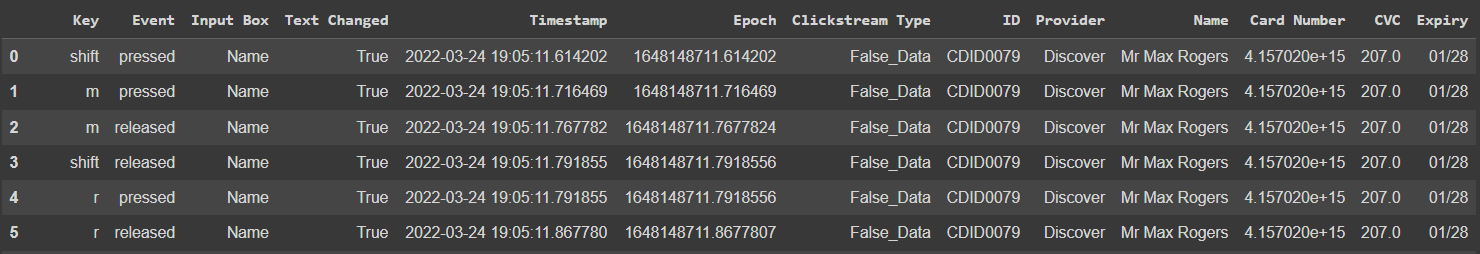 Key Event Input Box Text Changed Timestamp Epoch Clickstream Type ID Provider Name Card Number CVC Expiry
0 shift pressed Name True 2022-03-24 19:05:11.614202 1648148711.614202 False_Data CDID0079 Discover Mr Max Rogers 4.157020e+15 207.0 01/28
1 m pressed Name True 2022-03-24 19:05:11.716469 1648148711.716469 False_Data CDID0079 Discover Mr Max Rogers 4.157020e+15 207.0 01/28
2 m released Name True 2022-03-24 19:05:11.767782 1648148711.7677824 False_Data CDID0079 Discover Mr Max Rogers 4.157020e+15 207.0 01/28
3 shift released Name True 2022-03-24 19:05:11.791855 1648148711.7918556 False_Data CDID0079 Discover Mr Max Rogers 4.157020e+15 207.0 01/28
4 r pressed Name True 2022-03-24 19:05:11.791855 1648148711.7918556 False_Data CDID0079 Discover Mr Max Rogers 4.157020e+15 207.0 01/28
5 r released Name True 2022-03-24 19:05:11.867780 1648148711.8677807 False_Data CDID0079 Discover Mr Max Rogers 4.157020e+15 207.0 01/28